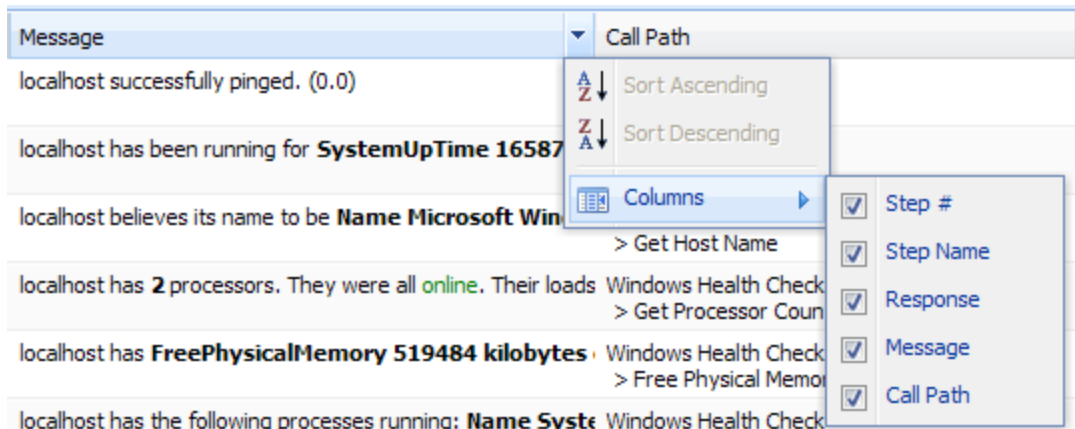 Message Call Path
localhost successfully pinged. (0.0)
Sort Ascending
Sort Descending
localhost has been running for SystemUpTime 16587
Columns
localhost believes its name to be Name Microsoft Win
> Get Host Name
Step #
Step Name
Response
Message
Call Path
localhost has 2 processors. They were all online. Their loads Windows Health Check
> Get Processor Coun
localhost has FreePhysicalMemory 519484 kilobytes Windows Health Check
> Free Physical Memor
localhost has the following processes running: Name Syste Windows Health Check